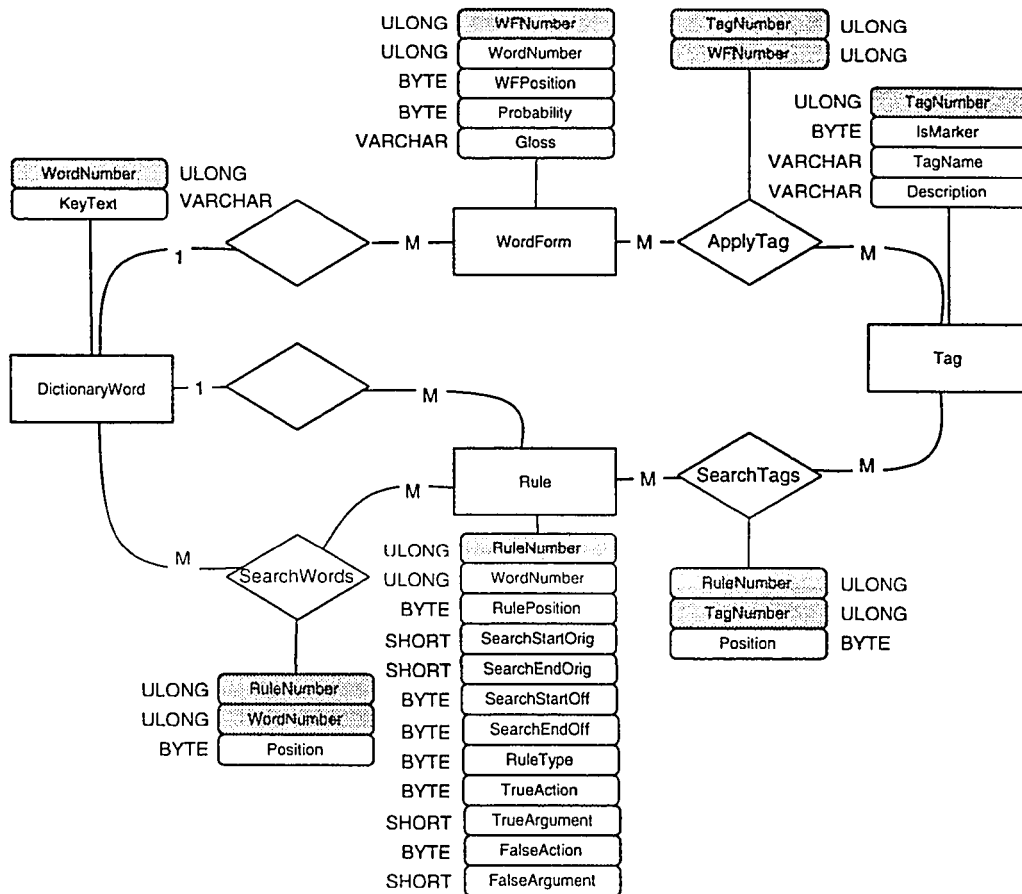 ULONG WFNumber
ULONG WordNumber
BYTE WFPosition
BYTE Probability
VARCHAR Gloss
TagNumber ULONG
WFNumber ULONG
ULONG TagNumber
BYTE IsMarker
VARCHAR TagName
VARCHAR Description
WordNumber ULONG
KeyText VARCHAR
1
M
WordForm
M
ApplyTag
M
DictionaryWord
1
M
Tag
M
SearchWords
M
Rule
M
SearchTags
M
ULONG RuleNumber
ULONG WordNumber
BYTE RulePosition
SHORT SearchStartOrig
SHORT SearchEndOrig
BYTE SearchStartOff
BYTE SearchEndOff
BYTE RuleType
BYTE TrueAction
SHORT TrueArgument
BYTE FalseAction
SHORT FalseArgument
RuleNumber ULONG
TagNumber ULONG
Position BYTE
ULONG RuleNumber
ULONG WordNumber
BYTE Position